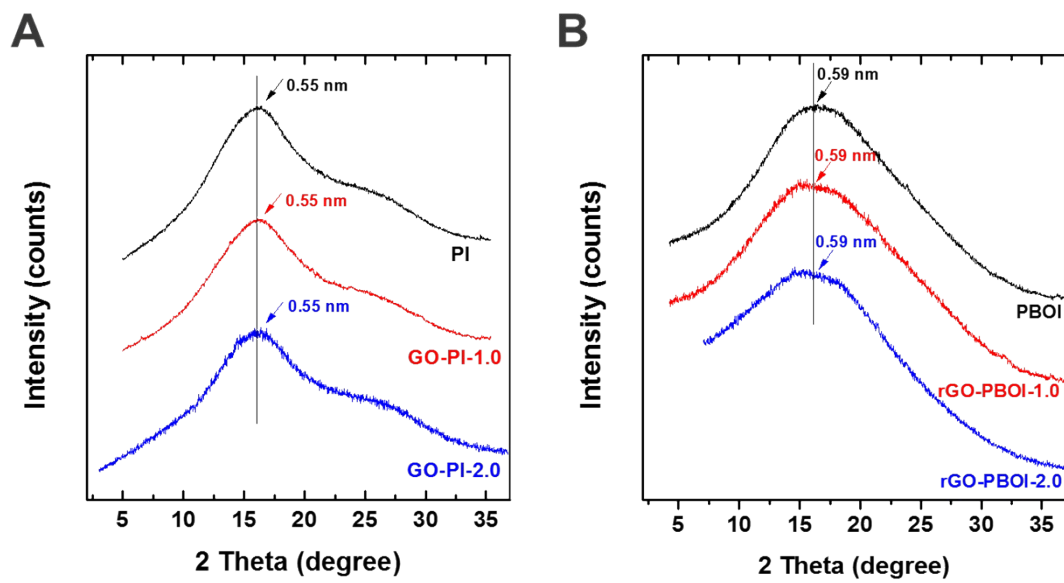 A
0.55 nm
0.55 nm
PI
0.55 nm
GO-PI-1.0
GO-PI-2.0
Intensity (counts)
5 10 15 20 25 30 35
2 Theta (degree)
B
0.59 nm
0.59 nm
0.59 nm
PBOI
rGO-PBOI-1.0
rGO-PBOI-2.0
Intensity (counts)
5 10 15 20 25 30 35
2 Theta (degree)